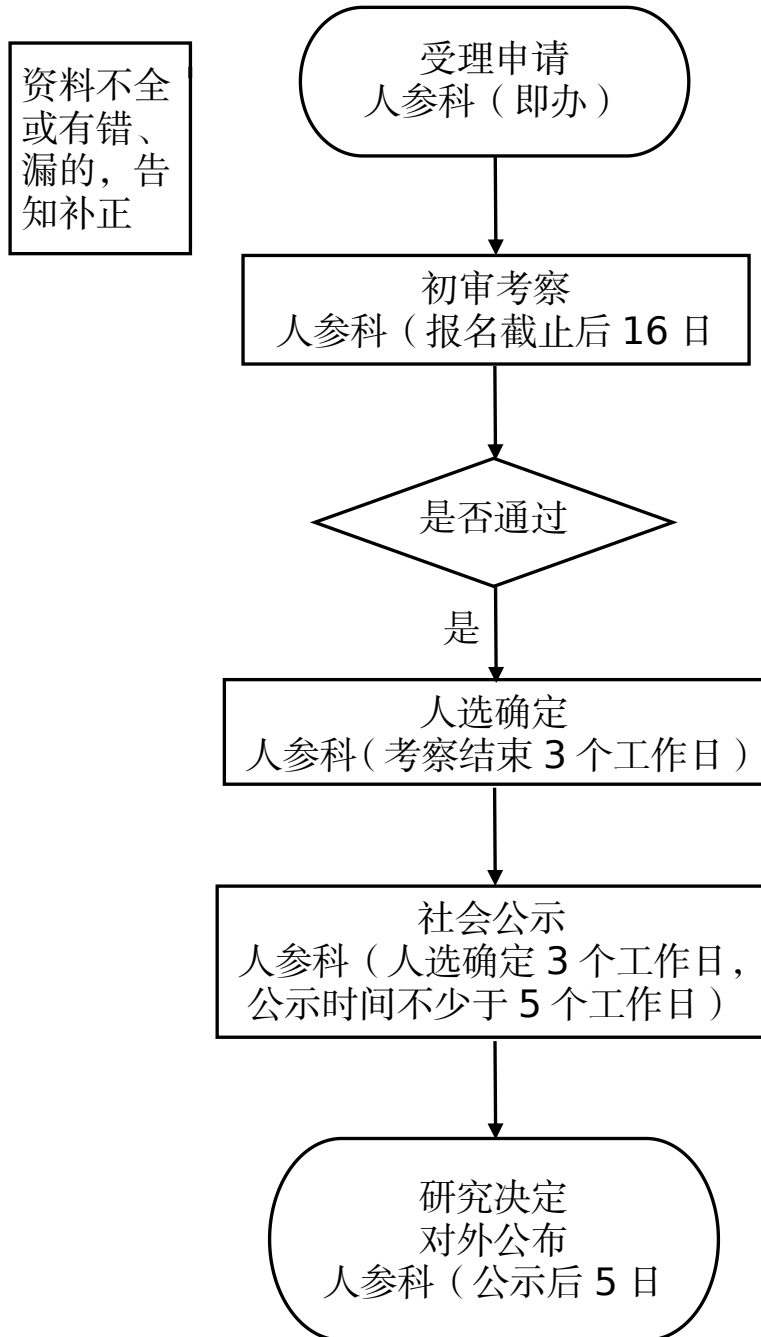 资料不全
或有错、
漏的，告
知补正
受理申请
人参科（即办）
初审考察
人参科（报名截止后 16 日
是否通过
是
人选确定
人参科（考察结束 3 个工作日）
社会公示
人参科（人选确定 3 个工作日，
公示时间不少于 5 个工作日）
研究决定
对外公布
人参科（公示后 5 日